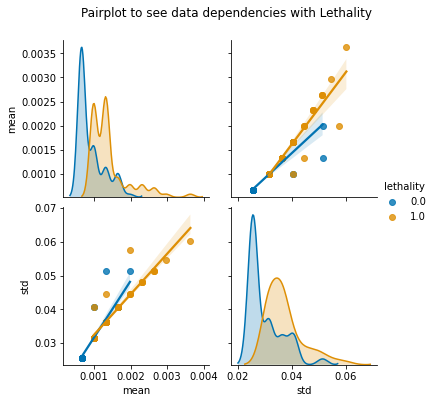 Pairplot to see data dependencies with Lethality
0.0035
0.0030
0.0025
0.0020
0.0015
0.0010
mean
lethality
0.0
1.0
0.07
0.06
0.05
0.04
0.03
std
0.001 0.002 0.003 0.004
mean
0.02 0.04 0.06
std